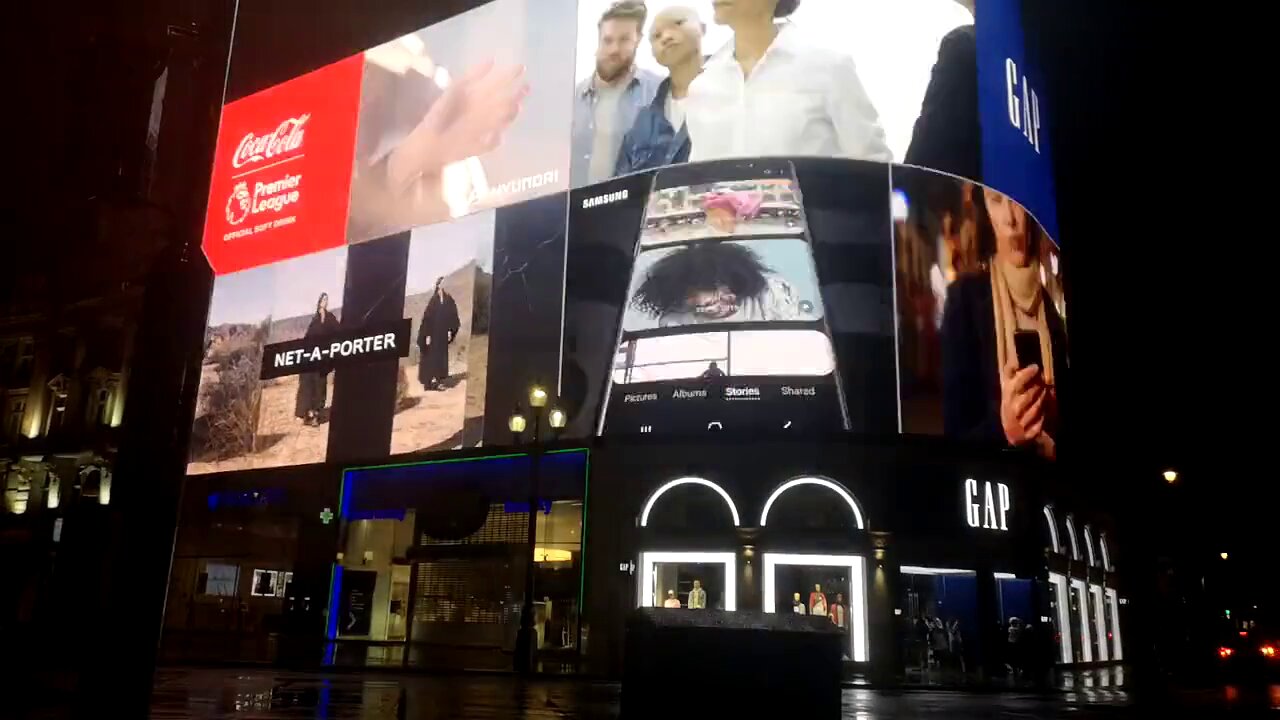 Coca-Cola
Premier
League
OFFICIAL SOFT DRINK
HYUNDAI
GAP
SAMSUNG
NET-A-PORTER
Pictures Albums Stories Shared
GAP